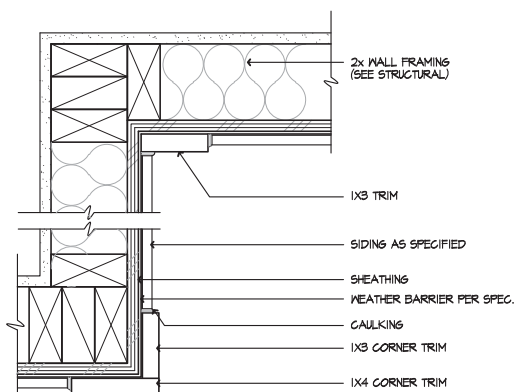 2x WALL FRAMING
(SEE STRUCTURAL)
1X3 TRIM
SIDING AS SPECIFIED
SHEATHING
WEATHER BARRIER PER SPEC.
CAULKING
1X3 CORNER TRIM
1X4 CORNER TRIM